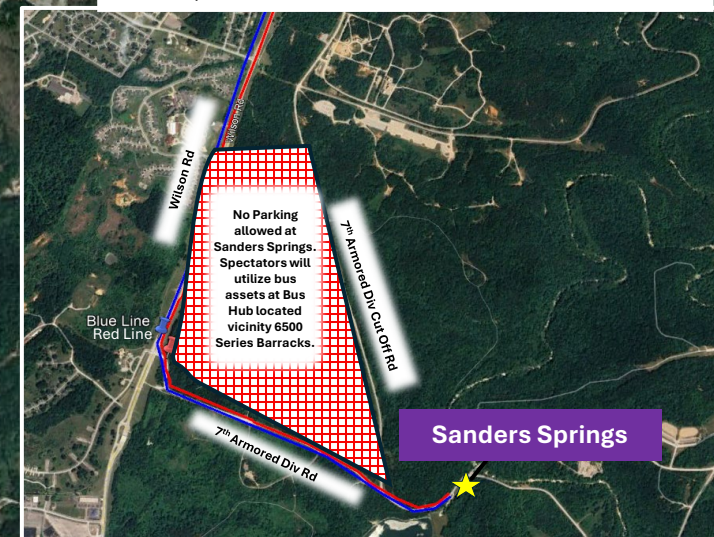 Wilson Rd
Wilson Rd
No Parking
allowed at
Sanders Springs.
Spectators will
utilize bus
assets at Bus
Hub located
vicinity 6500
Series Barracks.
7th Armored Div Cut Off Rd
Blue Line
Red Line
Sanders Springs
7th Armored Div Rd